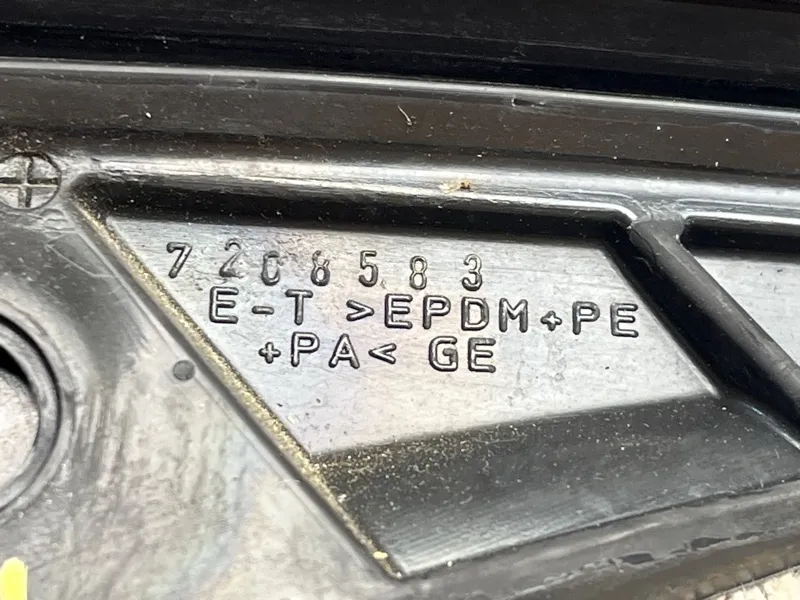 7208583
E-T >EPDM+PE
+PA< GE